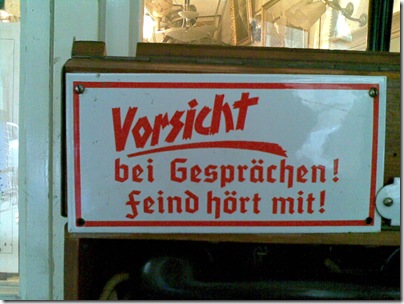 Vorsicht
bei Gesprächen!
Feind hört mit!